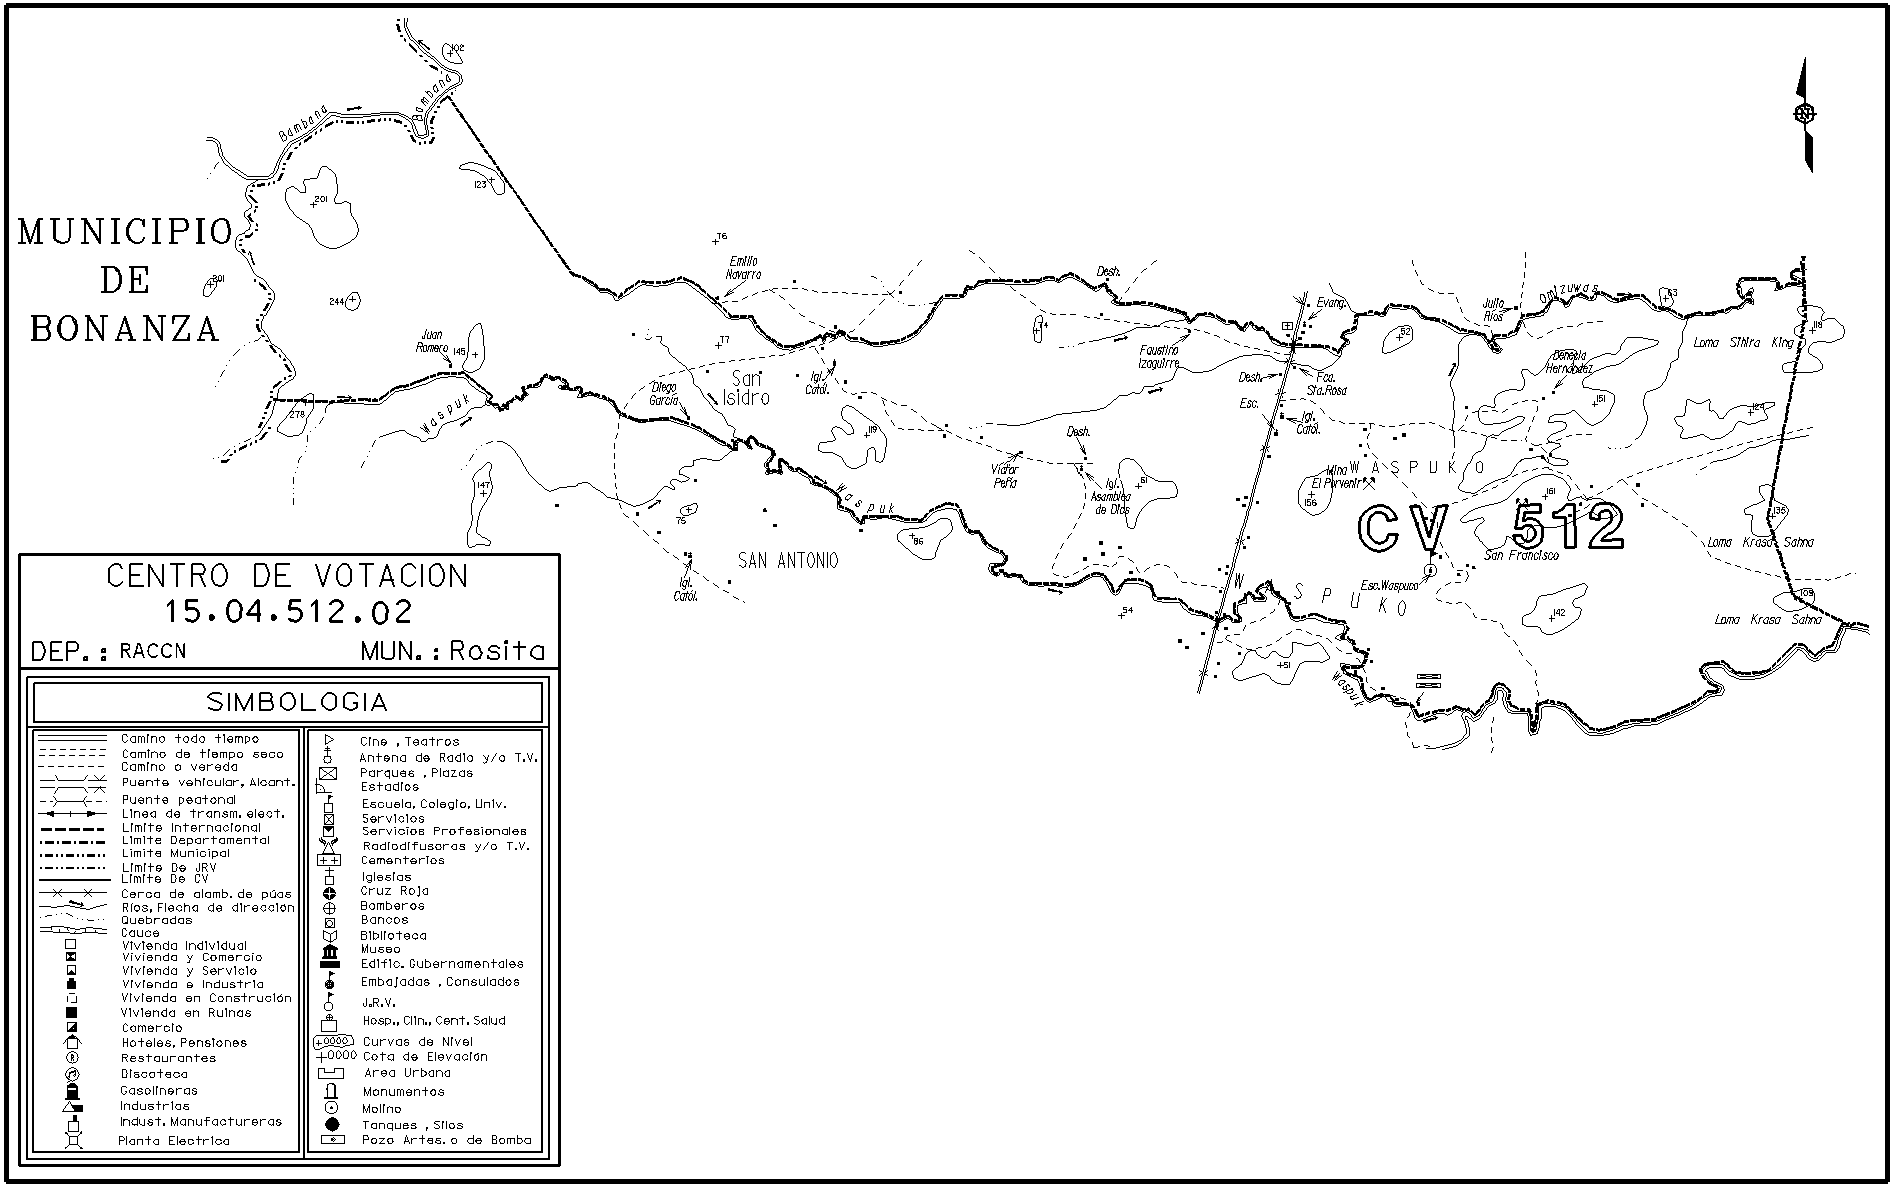 102
Bambana
Bambana
N
123
201
MUNICIPIO
DE
BONANZA
201
244
76
Emilio
Navarro
Desh.
Evang.
Julio
Ríos
Omizuwas
63
118
Juan
Romero
145
77
74
Faustino
Izaguirre
52
Loma Sihira King
Dionecia
Hernández
San
Isidro
Igl.
Catól.
Desh.
Fca.
Sta.Rosa
Diego
García
Esc.
Igl.
Catól.
151
124
278
Waspuk
119
Desh.
Víctor
Peña
Igl.
Asamblea
de Dios
61
Mina
El Porvenir
WASPUKO
156
161
147
75
Waspuk
86
CV 512
135
Loma Krasa Sahna
San Francisco
SAN ANTONIO
Igl.
Catól.
W
SPUKO
Esc.Waspuco
54
142
109
Loma Krasa Sahna
51
Waspuk
CENTRO DE VOTACION
15.04.512.02
DEP.: RACCN
MUN.: Rosita
SIMBOLOGIA
Camino todo tiempo
Camino de tiempo seco
Camino o vereda
Puente vehicular, Alcant.
Puente peatonal
Línea de transm. elect.
Límite Internacional
Límite Departamental
Límite Municipal
Límite De JRV
Límite De CV
Cerca de alamb. de púas
Ríos, Flecha de dirección
Quebradas
Cauce
Vivienda Individual
Vivienda y Comercio
Vivienda y Servicio
Vivienda e Industria
Vivienda en Construción
Vivienda en Ruinas
Comercio
Hoteles, Pensiones
Restaurantes
Discoteca
Gasolineras
Industrias
Indust. Manufactureras
Planta Electrica
Cine , Teatros
Antena de Radio y/o T.V.
Parques , Plazas
Estadios
Escuela, Colegio, Univ.
Servicios
Servicios Profesionales
Radiodifusoras y/o T.V.
Cementerios
Iglesias
Cruz Roja
Bomberos
Bancos
Biblioteca
Museo
Edific. Gubernamentales
Embajadas , Consulados
J.R.V.
Hosp., Clin., Cent. Salud
0000 Curvas de Nivel
0000 Cota de Elevación
Area Urbana
Monumentos
Molino
Tanques , Silos
Pozo Artes. o de Bomba